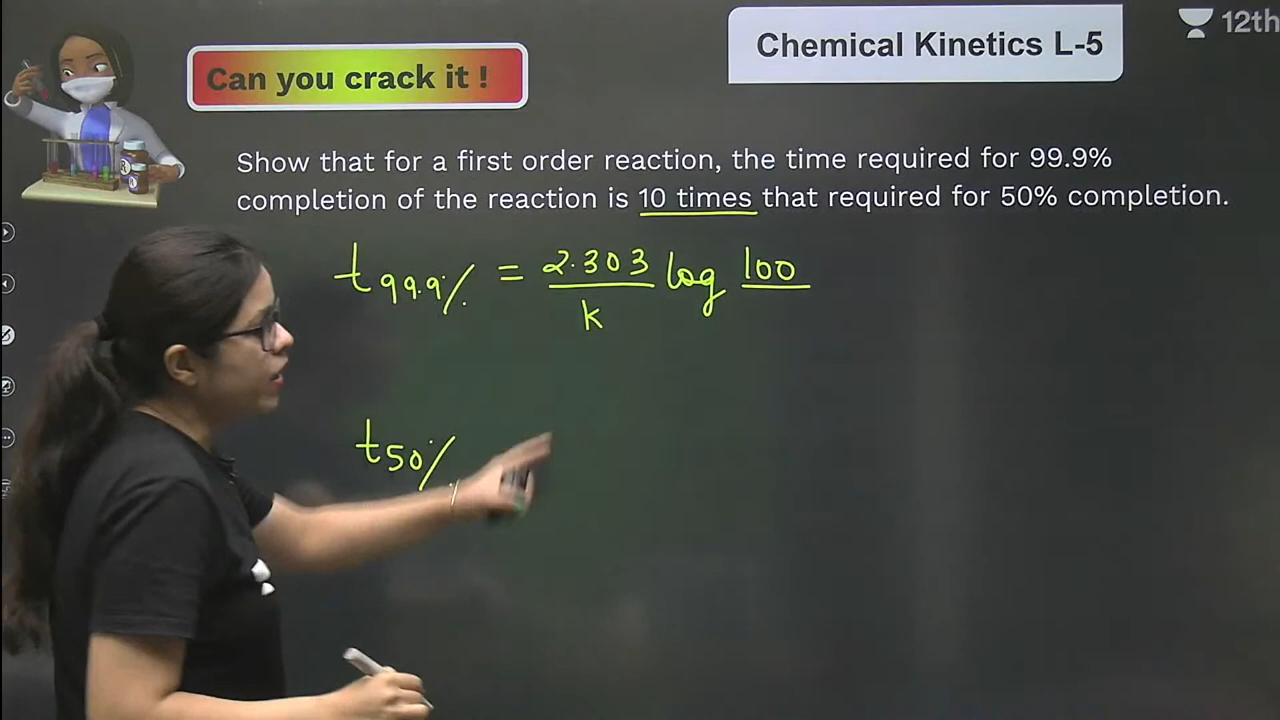 Chemical Kinetics L-5
12th
Can you crack it !
Show that for a first order reaction, the time required for 99.9%
completion of the reaction is 10 times that required for 50% completion.
t99.9% = 2.303/k log 100
t50%